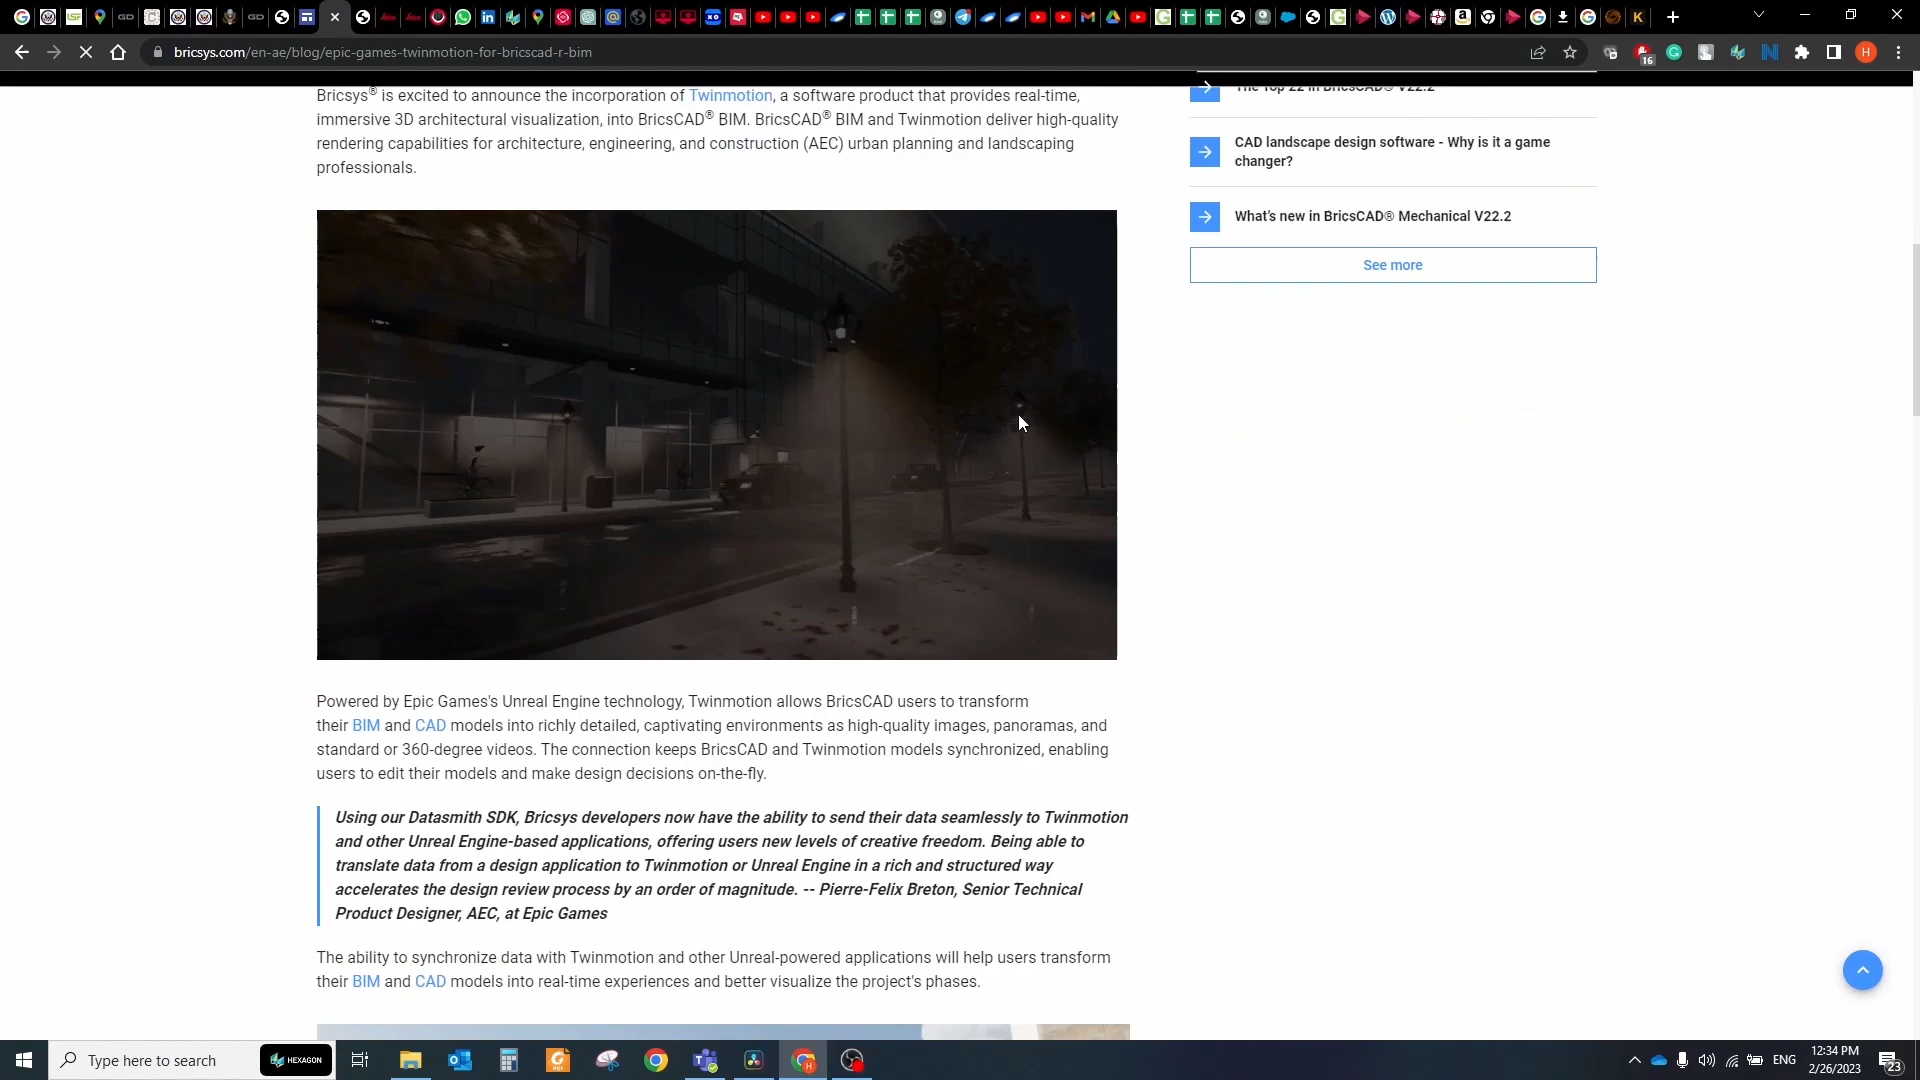 bricsys.com/en-ae/blog/epic-games-twinmotion-for-bricscad-r-bim
16
H
Bricsys® is excited to announce the incorporation of Twinmotion, a software product that provides real-time,
immersive 3D architectural visualization, into BricsCAD® BIM. BricsCAD® BIM and Twinmotion deliver high-quality
rendering capabilities for architecture, engineering, and construction (AEC) urban planning and landscaping
professionals.
The Top 22 in BricsCAD® V22.2
CAD landscape design software - Why is it a game
changer?
What's new in BricsCAD® Mechanical V22.2
See more
Powered by Epic Games's Unreal Engine technology, Twinmotion allows BricsCAD users to transform
their BIM and CAD models into richly detailed, captivating environments as high-quality images, panoramas, and
standard or 360-degree videos. The connection keeps BricsCAD and Twinmotion models synchronized, enabling
users to edit their models and make design decisions on-the-fly.
Using our Datasmith SDK, Bricsys developers now have the ability to send their data seamlessly to Twinmotion
and other Unreal Engine-based applications, offering users new levels of creative freedom. Being able to
translate data from a design application to Twinmotion or Unreal Engine in a rich and structured way
accelerates the design review process by an order of magnitude. -- Pierre-Felix Breton, Senior Technical
Product Designer, AEC, at Epic Games
The ability to synchronize data with Twinmotion and other Unreal-powered applications will help users transform
their BIM and CAD models into real-time experiences and better visualize the project's phases.
Type here to search
HEXAGON
ENG
12:34 PM
2/26/2023
23